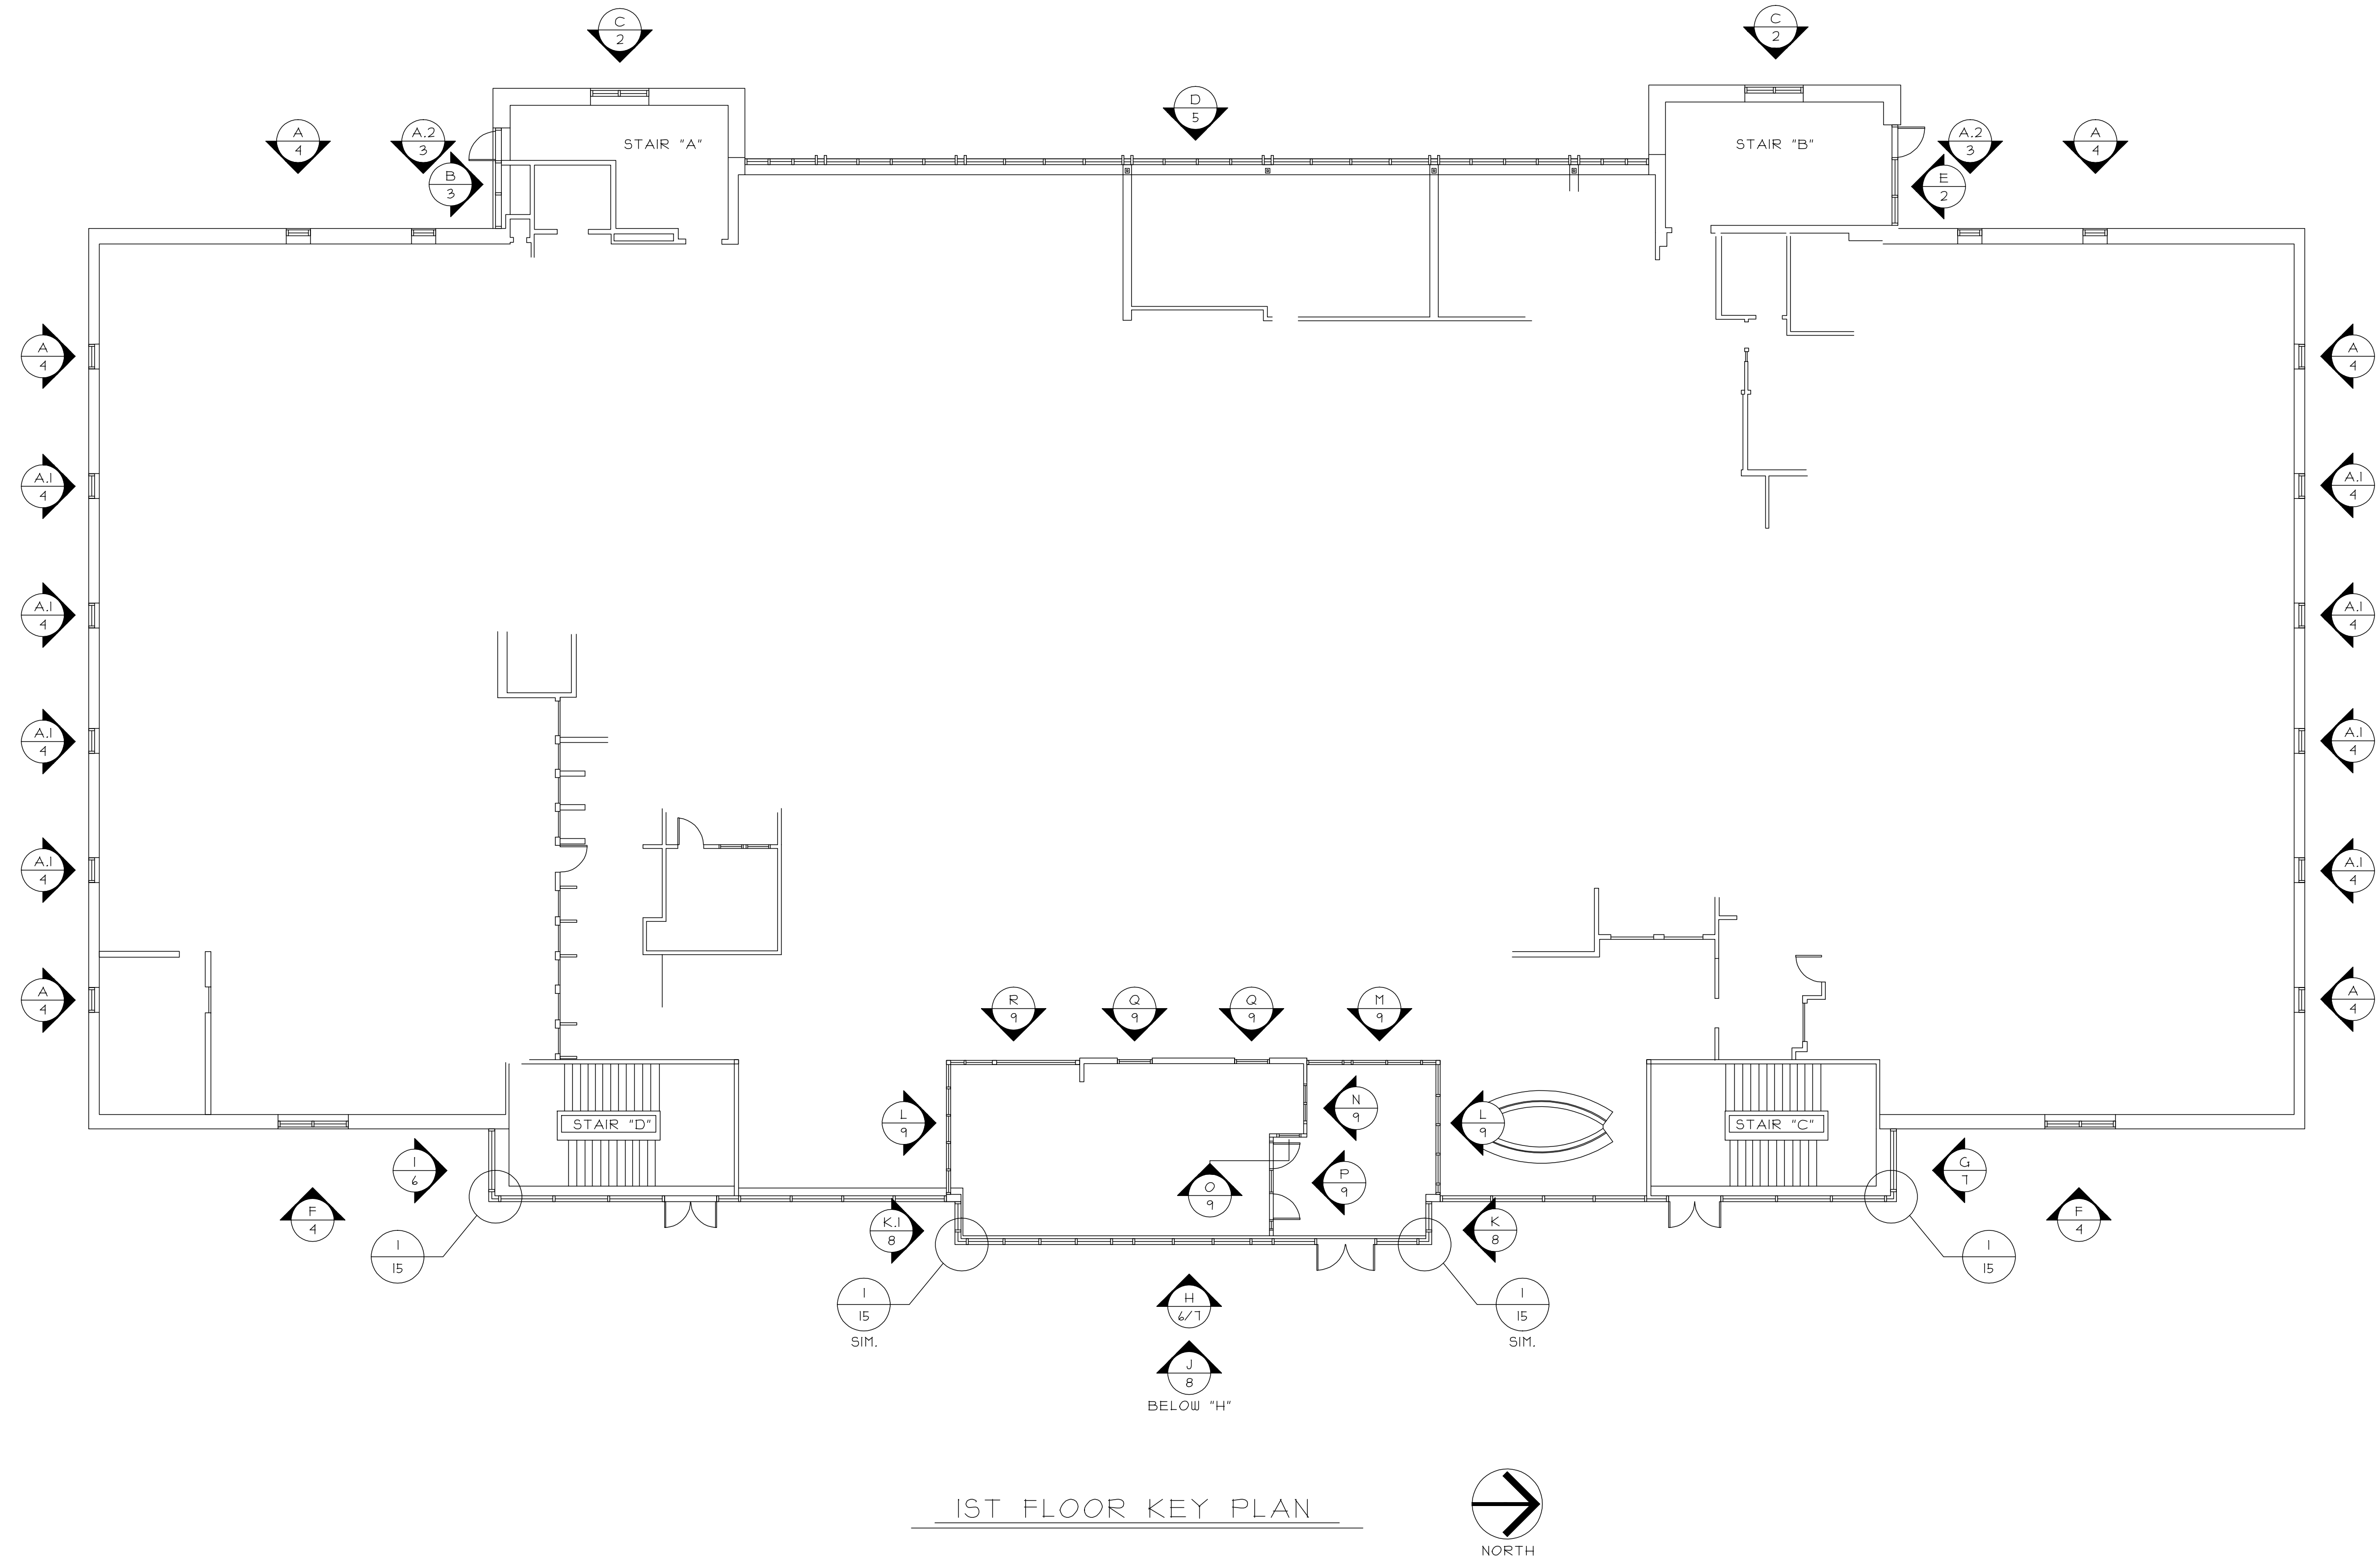 C
2
C
2
D
5
A
4
A.2
3
A.2
3
A
4
STAIR "A"
STAIR "B"
B
3
E
2
A
4
A
4
A.1
4
A.1
4
A.1
4
A.1
4
A.1
4
A.1
4
A.1
4
A.1
4
A
4
A
4
R
9
Q
9
Q
9
M
9
L
9
N
9
L
9
STAIR "D"
STAIR "C"
I
6
O
9
P
9
G
7
F
4
K.1
8
K
8
F
4
1
15
1
15
1
15
SIM.
H
6/7
1
15
SIM.
J
8
BELOW "H"
1ST FLOOR KEY PLAN
NORTH